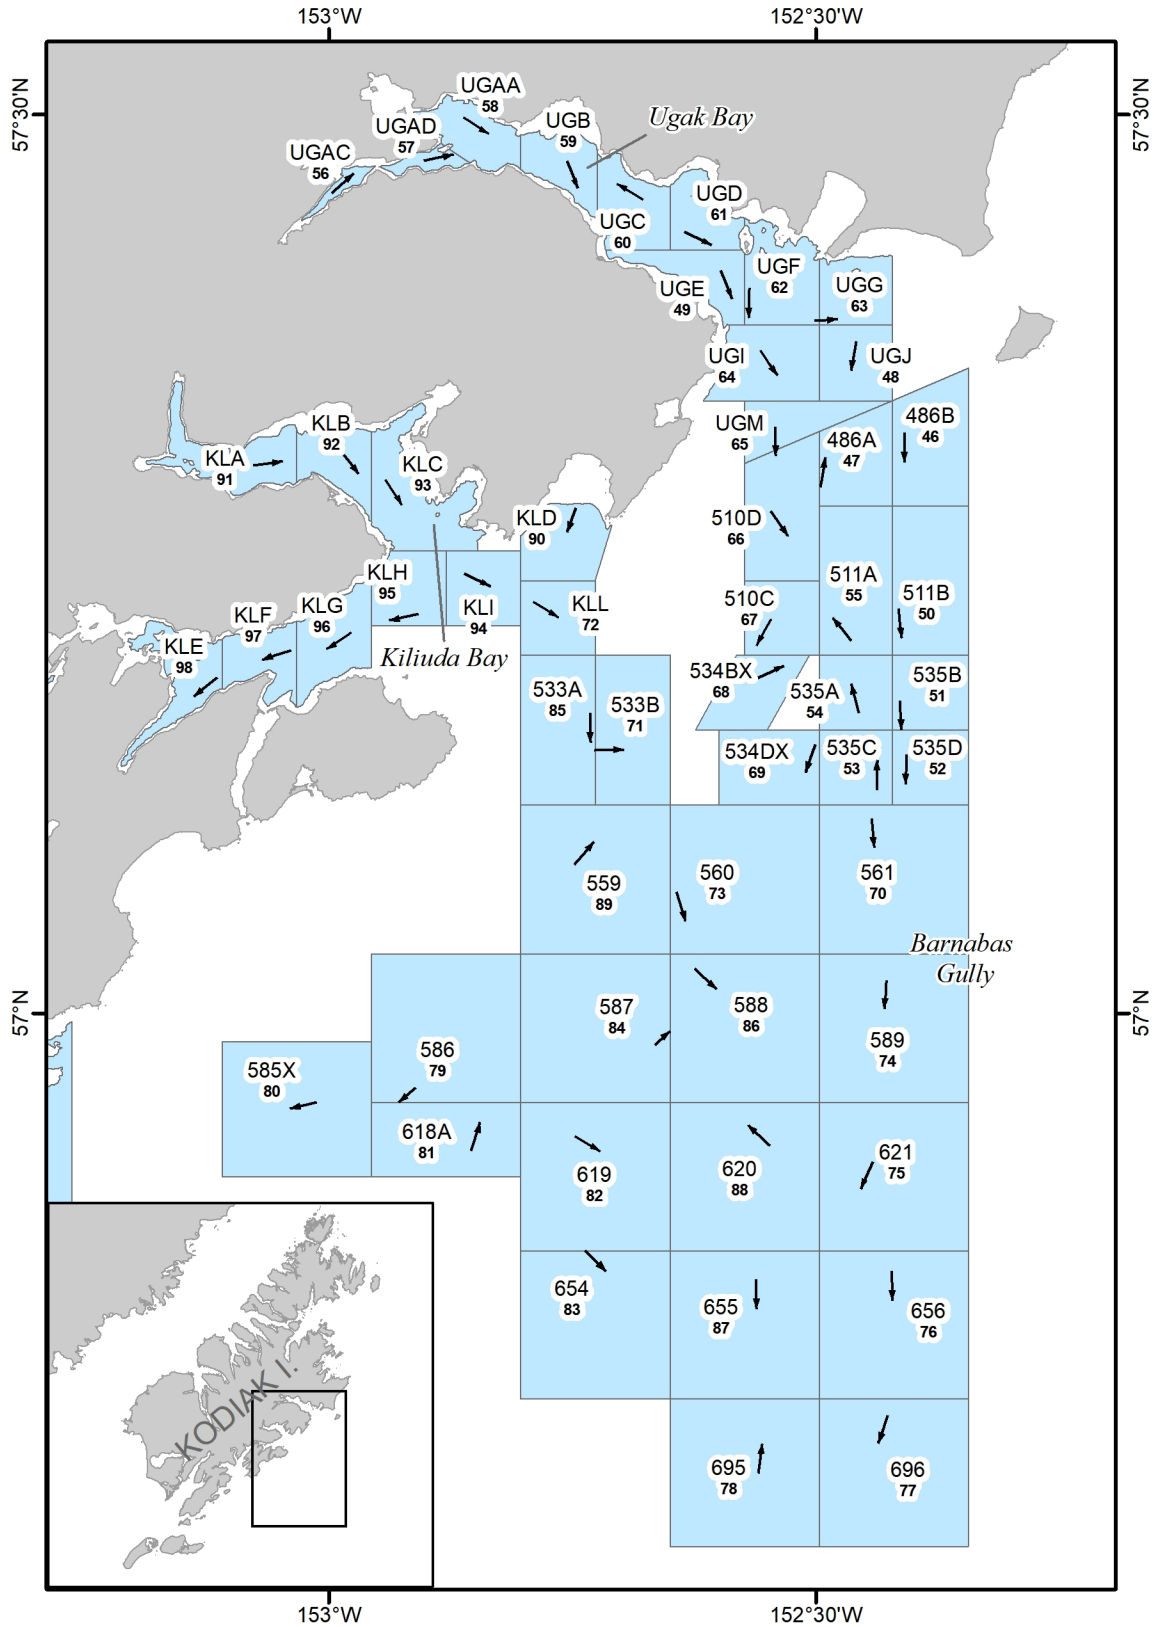 153°W
152°30'W
57°30'N
57°30'N
UGAA
58
UGAD
57
UGB
59
Ugak Bay
UGAC
56
UGD
61
UGC
60
UGF
62
UGE
49
UGG
63
UGI
64
UGJ
48
UGM
65
486B
46
486A
47
KLB
92
KLA
91
KLC
93
KLD
90
510D
66
511A
55
511B
50
KLH
95
KLI
94
KLL
72
510C
67
KLG
96
KLF
97
KLE
98
Kiliuda Bay
534BX
68
535A
54
535B
51
533A
85
533B
71
534DX
69
535C
53
535D
52
559
89
560
73
561
70
Barnabas
Gully
57°N
57°N
587
84
588
86
589
74
586
79
585X
80
618A
81
619
82
620
88
621
75
654
83
655
87
656
76
695
78
696
77
KODIAK I.
153°W
152°30'W